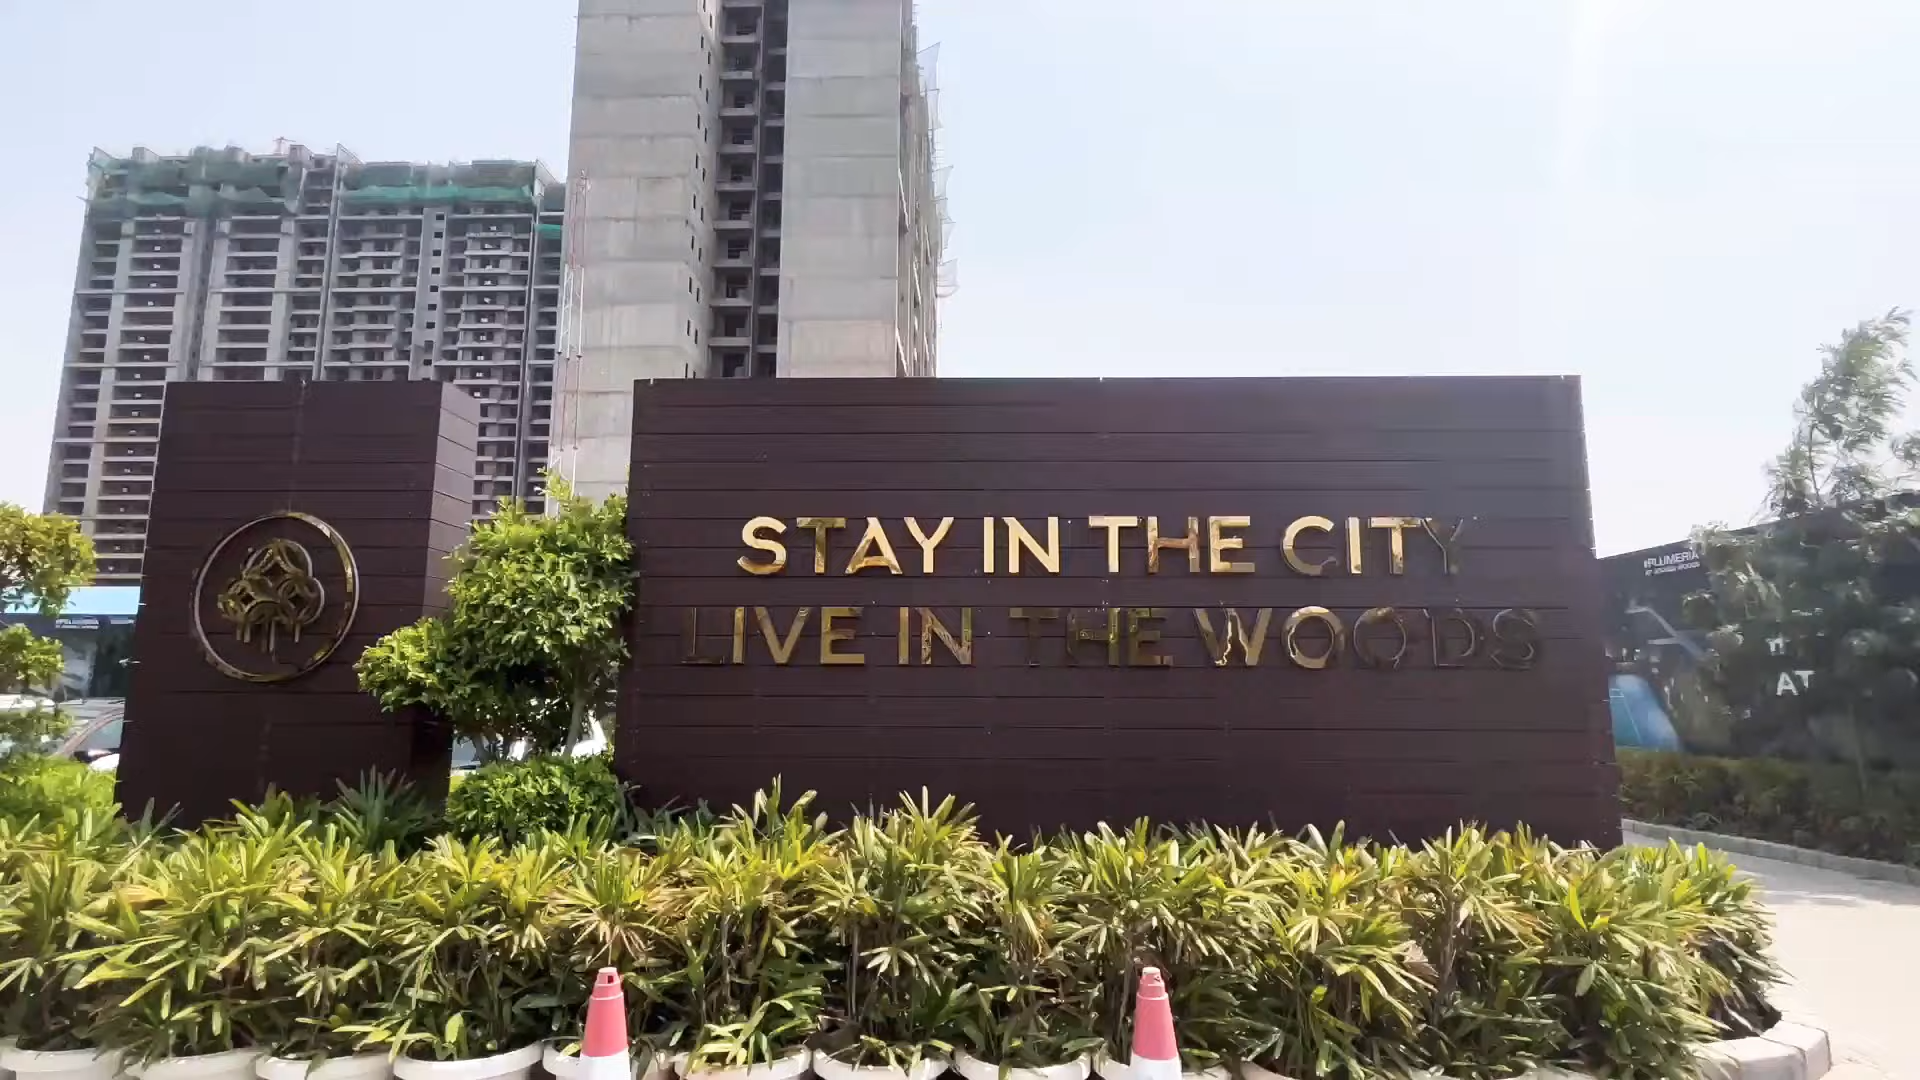 STAY IN THE CITY
LIVE IN THE WOODS
#PLUMERIA
AT